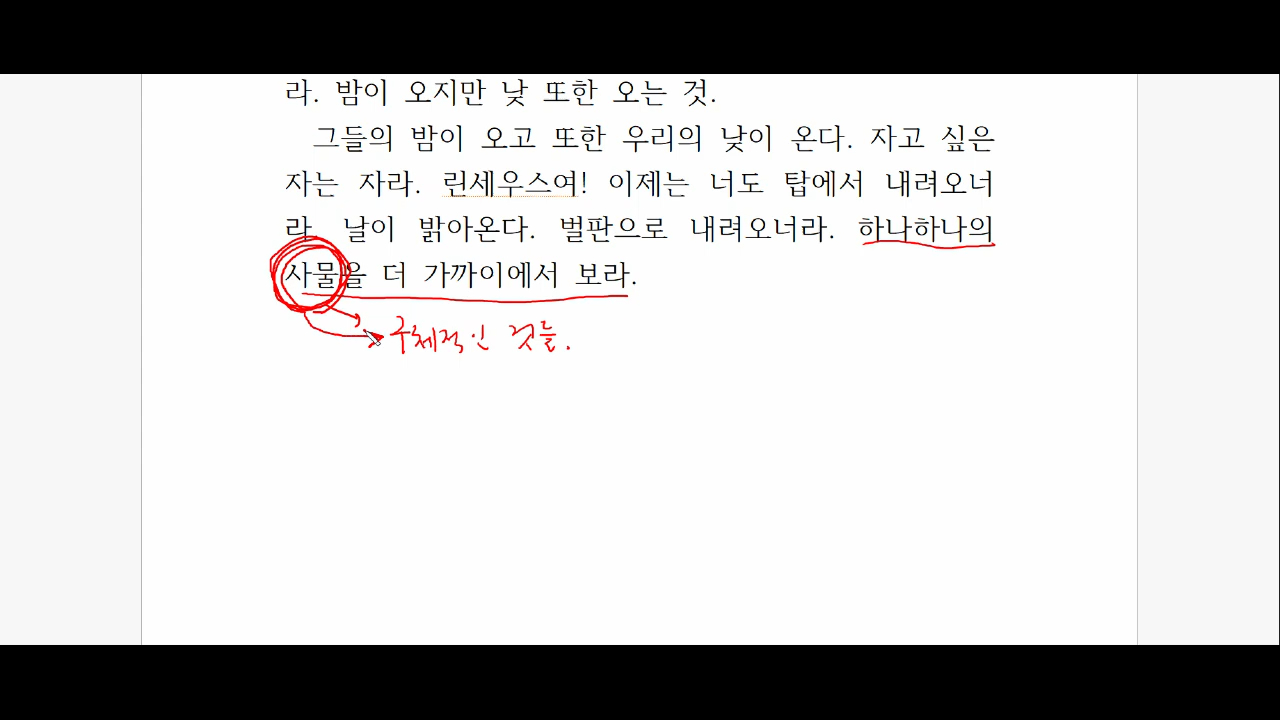 라. 밤이 오지만 낮 또한 오는 것.
그들의 밤이 오고 또한 우리의 낮이 온다. 자고 싶은
자는 자라. 린세우스여! 이제는 너도 탑에서 내려오너
라. 날이 밝아온다. 벌판으로 내려오너라. 하나하나의
사물을 더 가까이에서 보라.
구체적인 것들.